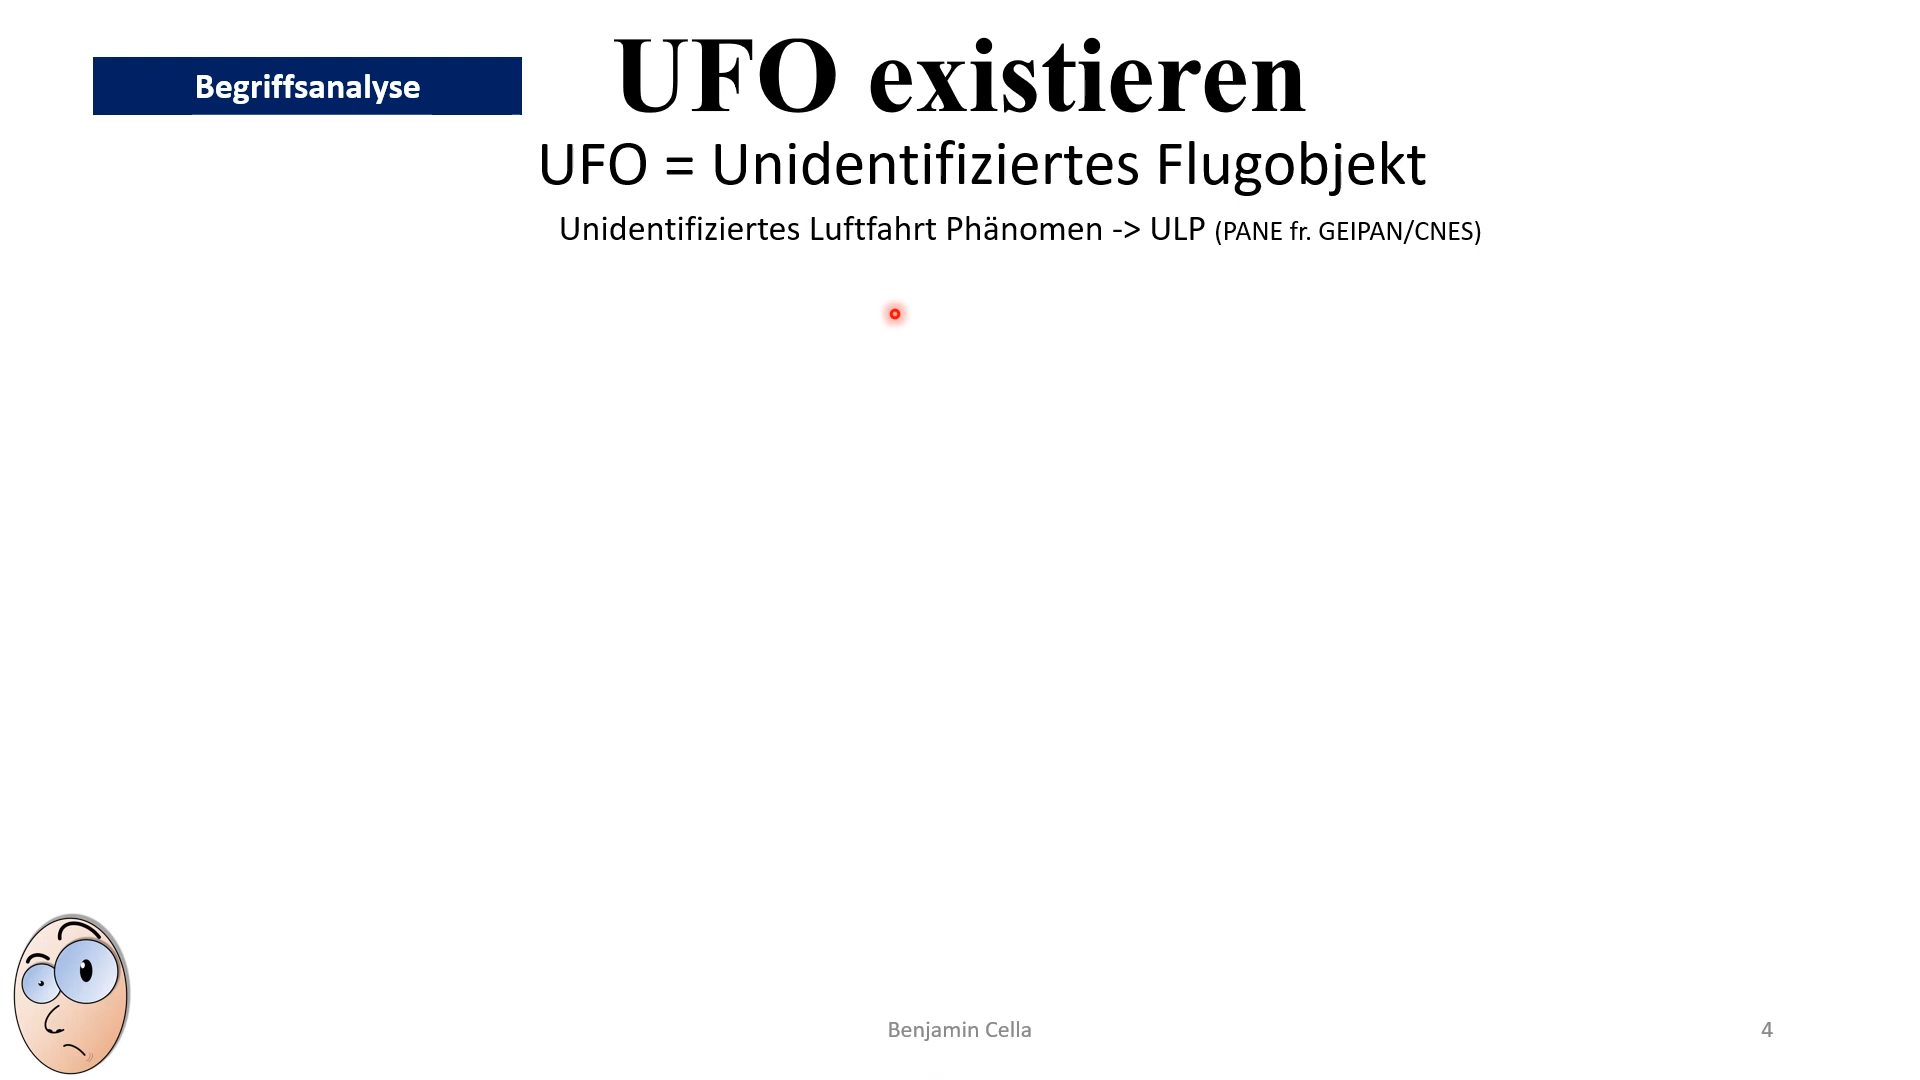 Begriffsanalyse
UFO existieren
UFO = Unidentifiziertes Flugobjekt
Unidentifiziertes Luftfahrt Phänomen -> ULP (PANE fr. GEIPAN/CNES)
Benjamin Cella
4